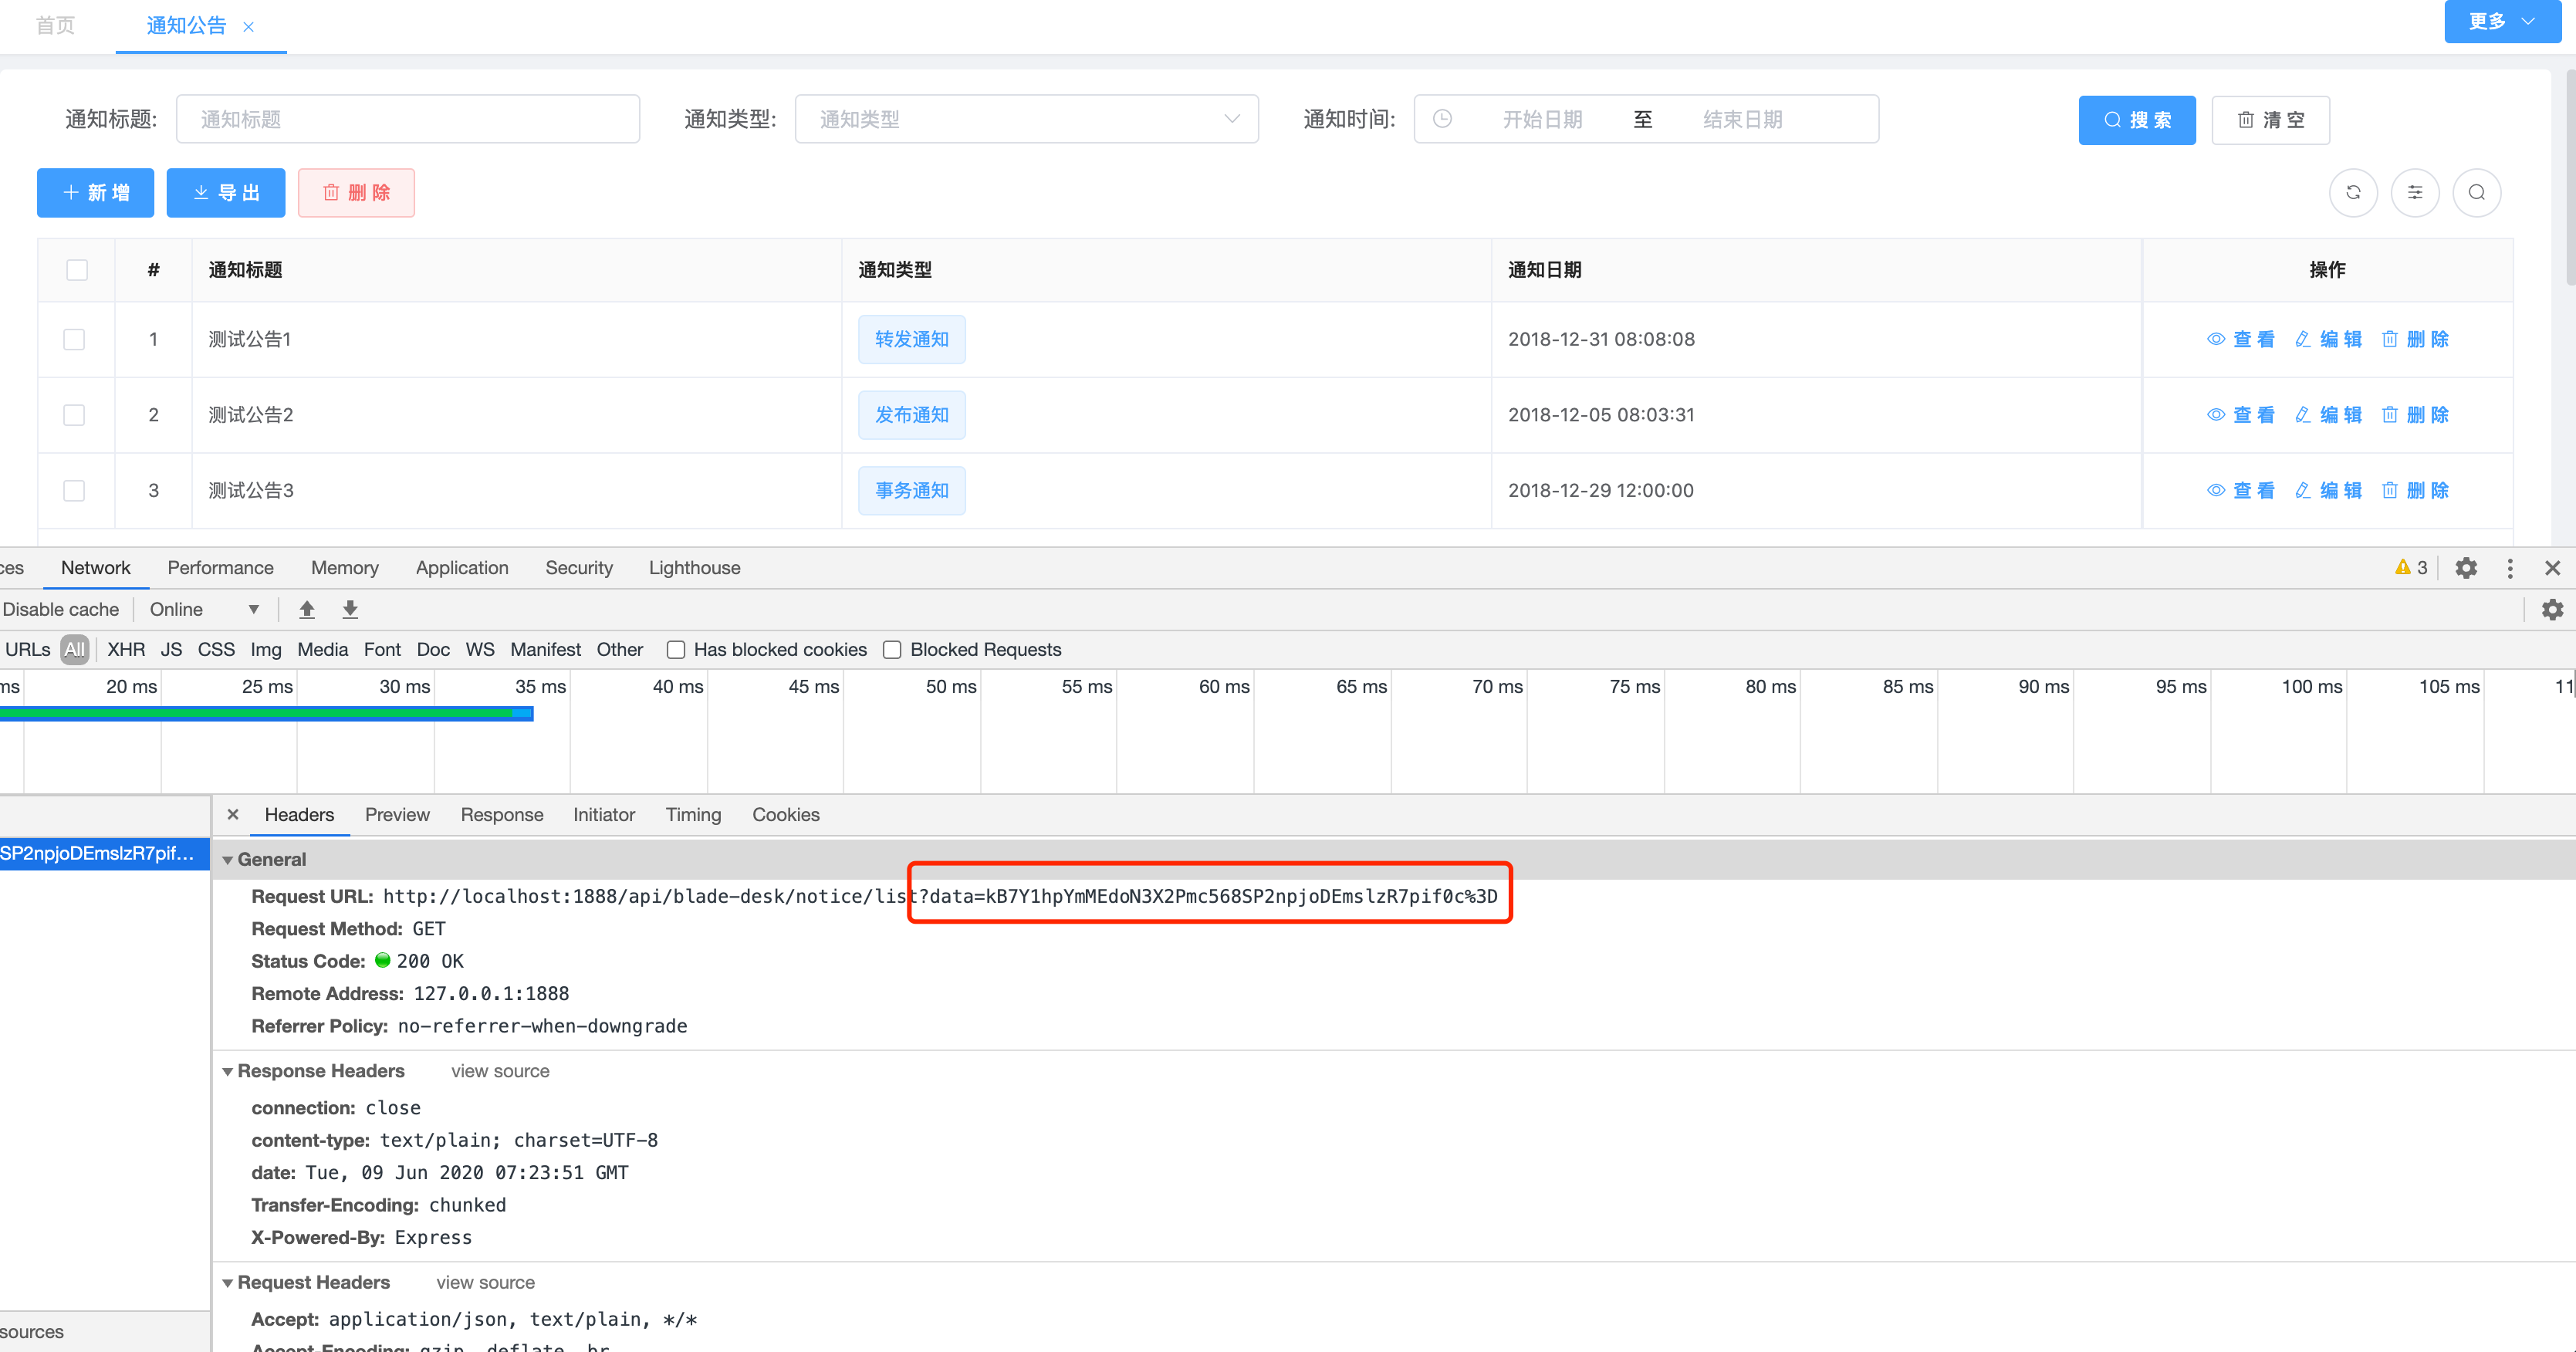 首页 通知公告 更多
通知标题: 通知标题 通知类型: 通知类型 通知时间: 开始日期 至 结束日期 搜索 清空
新增 导出 删除
# 通知标题 通知类型 通知日期 操作
1 测试公告1 转发通知 2018-12-31 08:08:08 查看 编辑 删除
2 测试公告2 发布通知 2018-12-05 08:03:31 查看 编辑 删除
3 测试公告3 事务通知 2018-12-29 12:00:00 查看 编辑 删除
ces Network Performance Memory Application Security Lighthouse 3
Disable cache Online
URLs All XHR JS CSS Img Media Font Doc WS Manifest Other Has blocked cookies Blocked Requests
ms 20 ms 25 ms 30 ms 35 ms 40 ms 45 ms 50 ms 55 ms 60 ms 65 ms 70 ms 75 ms 80 ms 85 ms 90 ms 95 ms 100 ms 105 ms 11
Headers Preview Response Initiator Timing Cookies
SP2npjoDEmslzR7pif...
General
Request URL: http://localhost:1888/api/blade-desk/notice/list?data=kB7Y1hpYmMEdoN3X2Pmc568SP2npjoDEmslzR7pif0c%3D
Request Method: GET
Status Code: 200 OK
Remote Address: 127.0.0.1:1888
Referrer Policy: no-referrer-when-downgrade
Response Headers view source
connection: close
content-type: text/plain; charset=UTF-8
date: Tue, 09 Jun 2020 07:23:51 GMT
Transfer-Encoding: chunked
X-Powered-By: Express
Request Headers view source
Accept: application/json, text/plain, */*
sources
Accept-Encoding: gzip, deflate, br